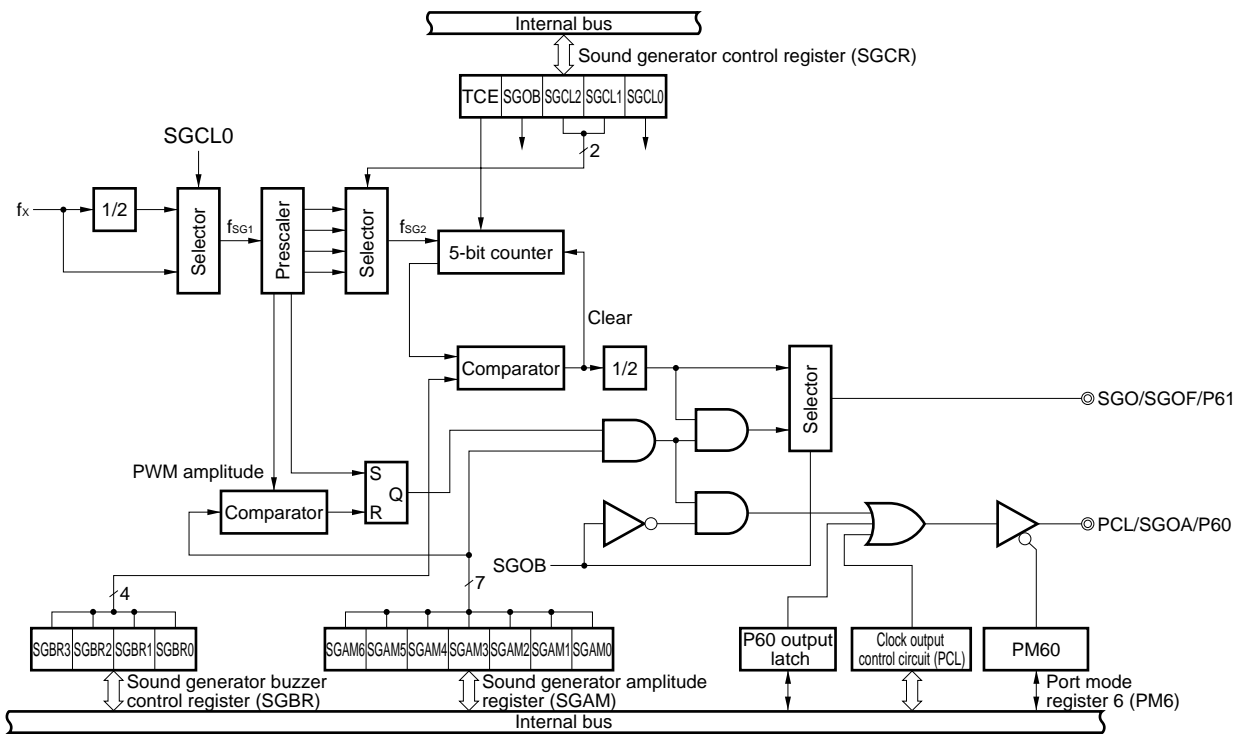 Internal bus
Sound generator control register (SGCR)
TCE SGOB SGCL2 SGCL1 SGCL0
2
SGCL0
fX
1/2
Selector
fSG1
Prescaler
Selector
fSG2
5-bit counter
Clear
Comparator
1/2
Selector
SGO/SGOF/P61
PWM amplitude
S
Q
R
Comparator
PCL/SGOA/P60
SGOB
4
7
SGBR3 SGBR2 SGBR1 SGBR0
SGAM6 SGAM5 SGAM4 SGAM3 SGAM2 SGAM1 SGAM0
P60 output
latch
Clock output
control circuit (PCL)
PM60
Sound generator buzzer
control register (SGBR)
Sound generator amplitude
register (SGAM)
Port mode
register 6 (PM6)
Internal bus